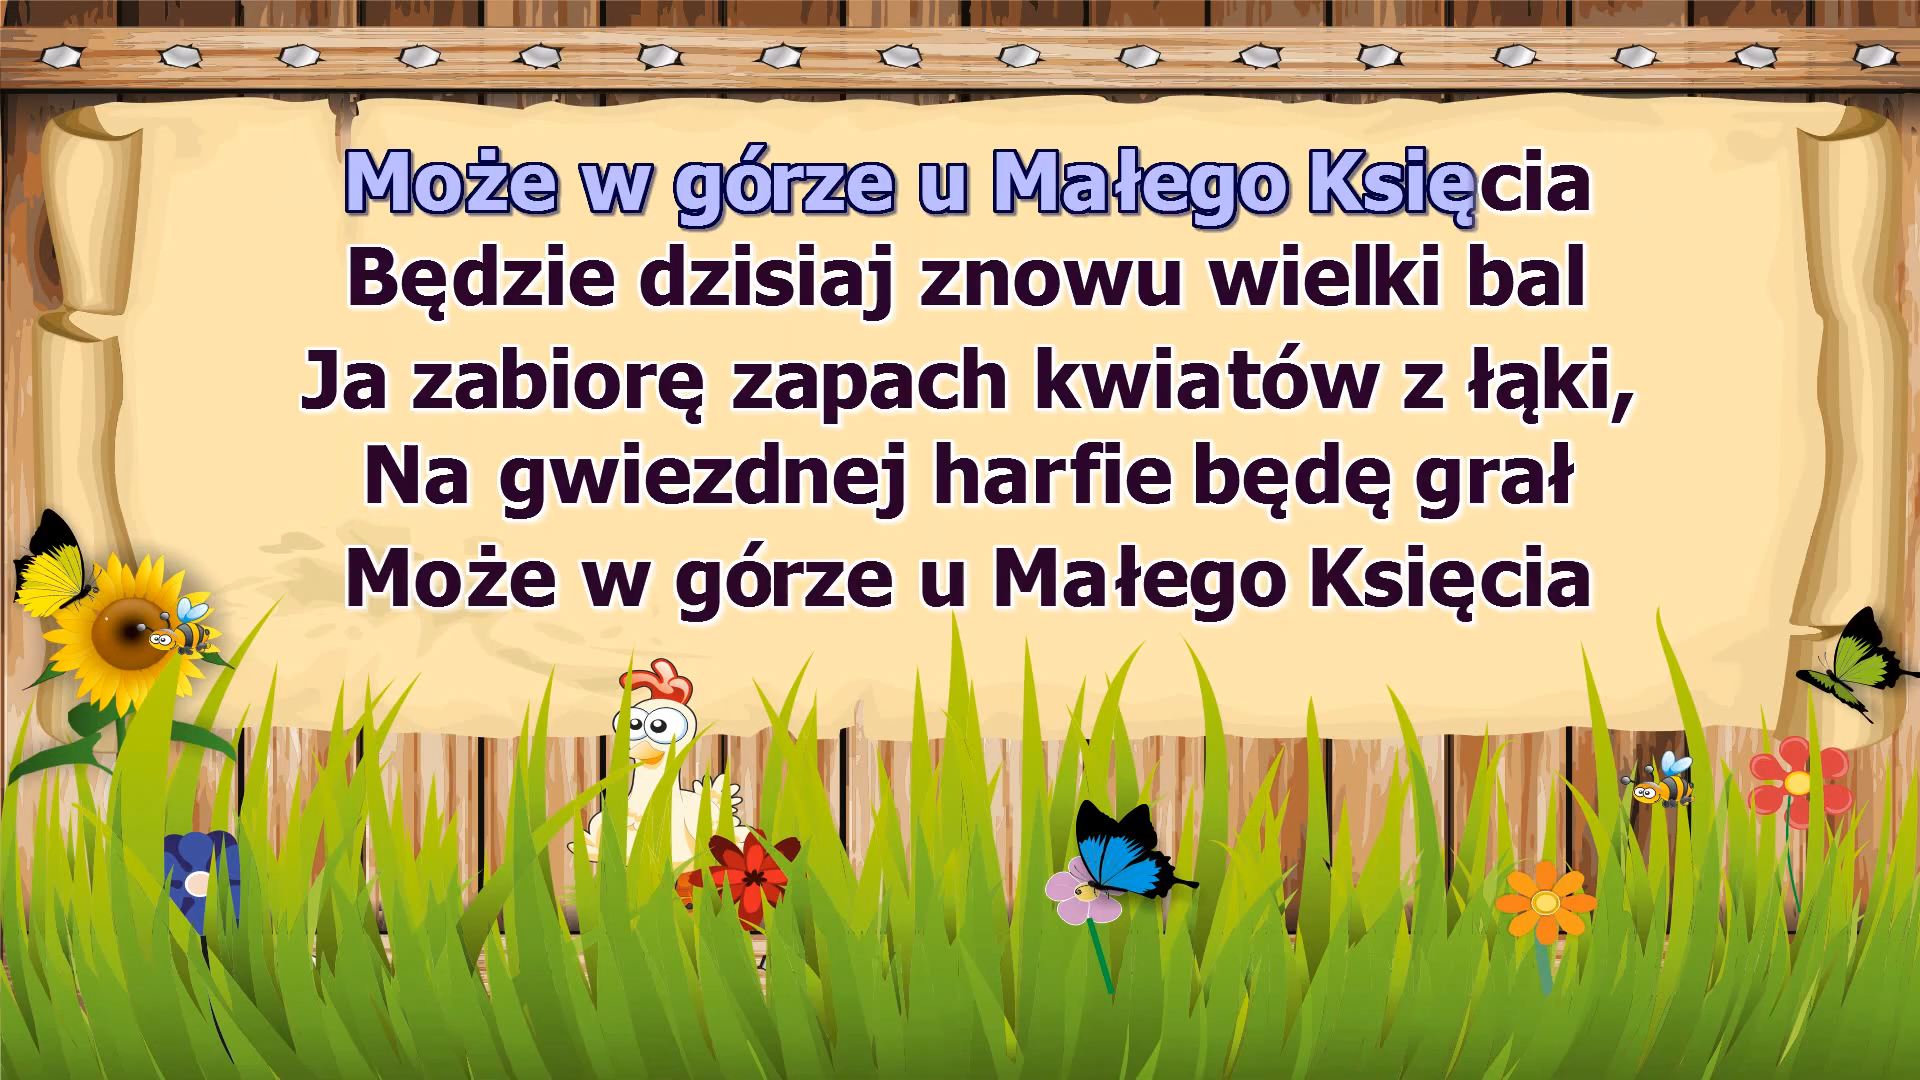 Może w górze u Małego Księcia
Będzie dzisiaj znowu wielki bal
Ja zabiorę zapach kwiatów z łąki,
Na gwiezdnej harfie będę grał
Może w górze u Małego Księcia